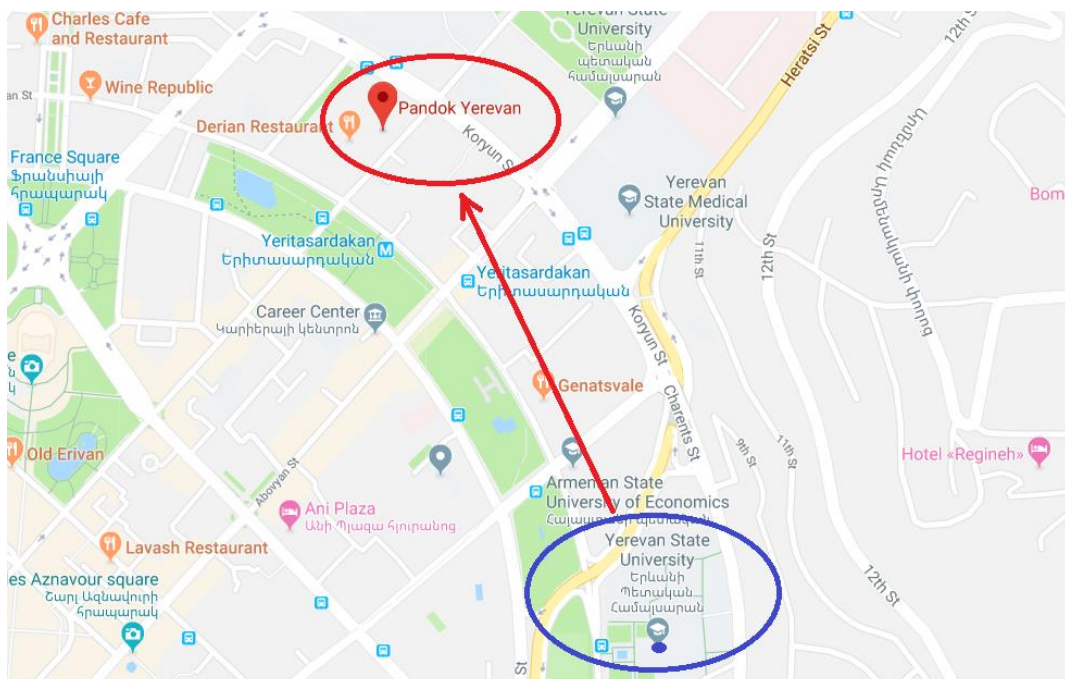 Charles Cafe
and Restaurant
Yerevan State
University
Երևանի
պետական
համալսարան
Heratsi St
12th St
Wine Republic
Pandok Yerevan
Derian Restaurant
Koryun St
France Square
Ֆրանսիայի
հրապարակ
Yerevan
State Medical
University
Bom
Yeritasardakan
Երիտասարդական
Yeritasardakan
Երիտասարդական
11th St
12th St
Career Center
Կարիերայի կենտրոն
Koryun St
Genatsvale
Charents St
Old Erivan
Abovyan St
9th St
11th St
Hotel «Regineh»
Armenian State
University of Economics
Հայաստանի պետական
Ani Plaza
Անի Պլազա հյուրանոց
Lavash Restaurant
Yerevan State
University
Երևանի
Պետական
Համալսարան
es Aznavour square
Շարլ Ազնավուրի
հրապարակ
12th St
St